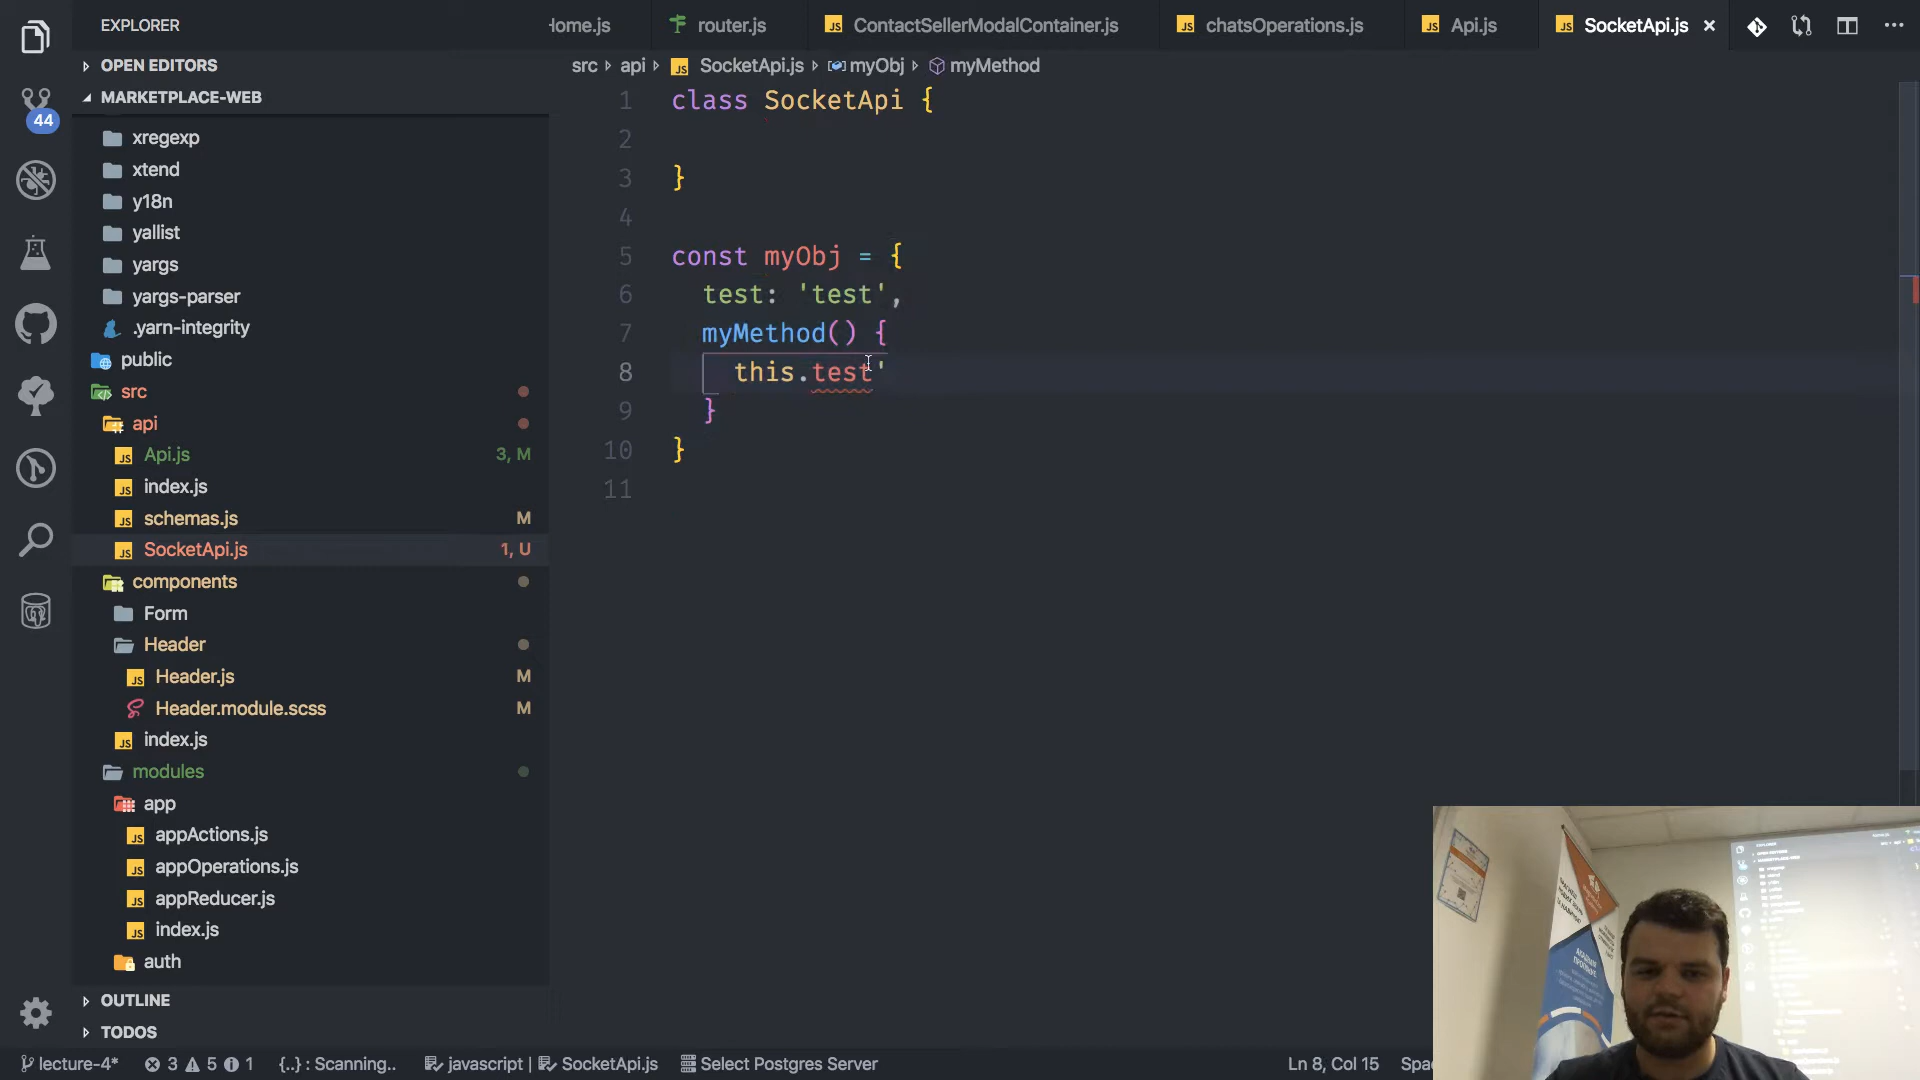 EXPLORER
Home.js
router.js
ContactSellerModalContainer.js
chatsOperations.js
Api.js
SocketApi.js
OPEN EDITORS
MARKETPLACE-WEB
src
api
SocketApi.js
myObj
myMethod
xregexp
xtend
y18n
yallist
yargs
yargs-parser
.yarn-integrity
public
src
api
Api.js 3, M
index.js
schemas.js M
SocketApi.js 1, U
components
Form
Header
Header.js M
Header.module.scss M
index.js
modules
app
appActions.js
appOperations.js
appReducer.js
index.js
auth
OUTLINE
TODOS
44
1 class SocketApi {
2
3 }
4
5 const myObj = {
6 test: 'test',
7 myMethod() {
8 this.test'
9 }
10 }
11
lecture-4*
3
5
1
{..} : Scanning..
javascript |
SocketApi.js
Select Postgres Server
Ln 8, Col 15